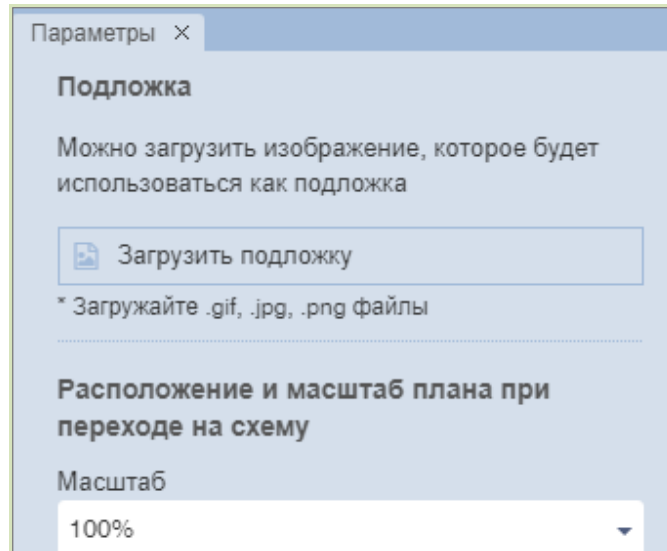 Параметры ×
Подложка
Можно загрузить изображение, которое будет
использоваться как подложка
Загрузить подложку
* Загружайте .gif, .jpg, .png файлы
Расположение и масштаб плана при
переходе на схему
Масштаб
100%